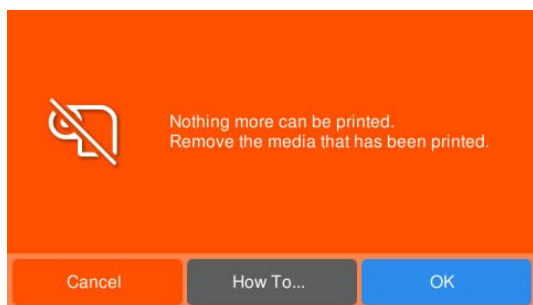 Nothing more can be printed.
Remove the media that has been printed.
Cancel
How To...
OK